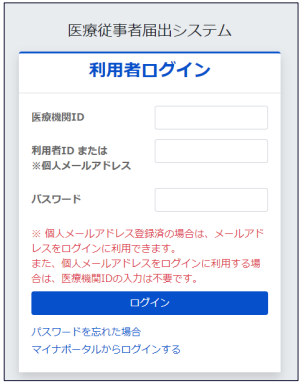 医療従事者届出システム
利用者ログイン
医療機関ID
利用者ID または
※個人メールアドレス
パスワード
※ 個人メールアドレス登録済の場合は、メールアド
レスをログインに利用できます。
また、個人メールアドレスをログインに利用する場
合は、医療機関IDの入力は不要です。
ログイン
パスワードを忘れた場合
マイナポータルからログインする